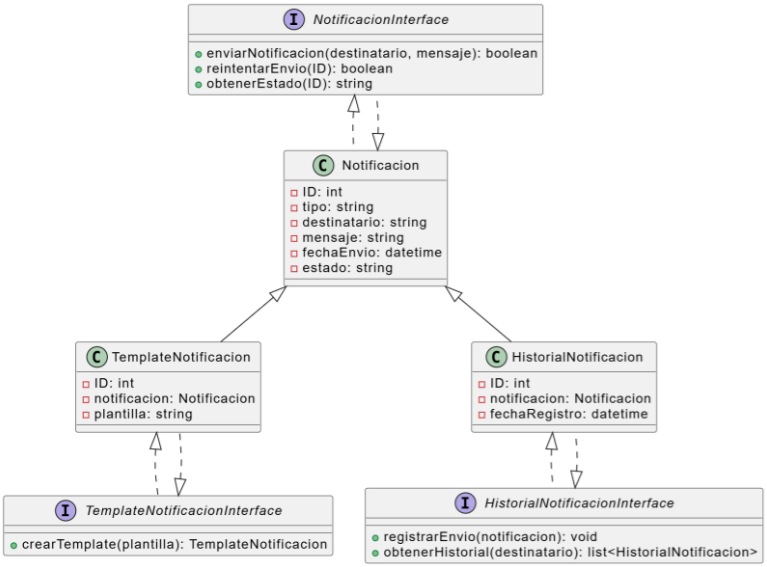 I NotificacionInterface
enviarNotificacion(destinatario, mensaje): boolean
reintentarEnvio(ID): boolean
obtenerEstado(ID): string
C Notificacion
ID: int
tipo: string
destinatario: string
mensaje: string
fechaEnvio: datetime
estado: string
C TemplateNotificacion
ID: int
notificacion: Notificacion
plantilla: string
C HistorialNotificacion
ID: int
notificacion: Notificacion
fechaRegistro: datetime
I TemplateNotificacionInterface
crearTemplate(plantilla): TemplateNotificacion
I HistorialNotificacionInterface
registrarEnvio(notificacion): void
obtenerHistorial(destinatario): list<HistorialNotificacion>